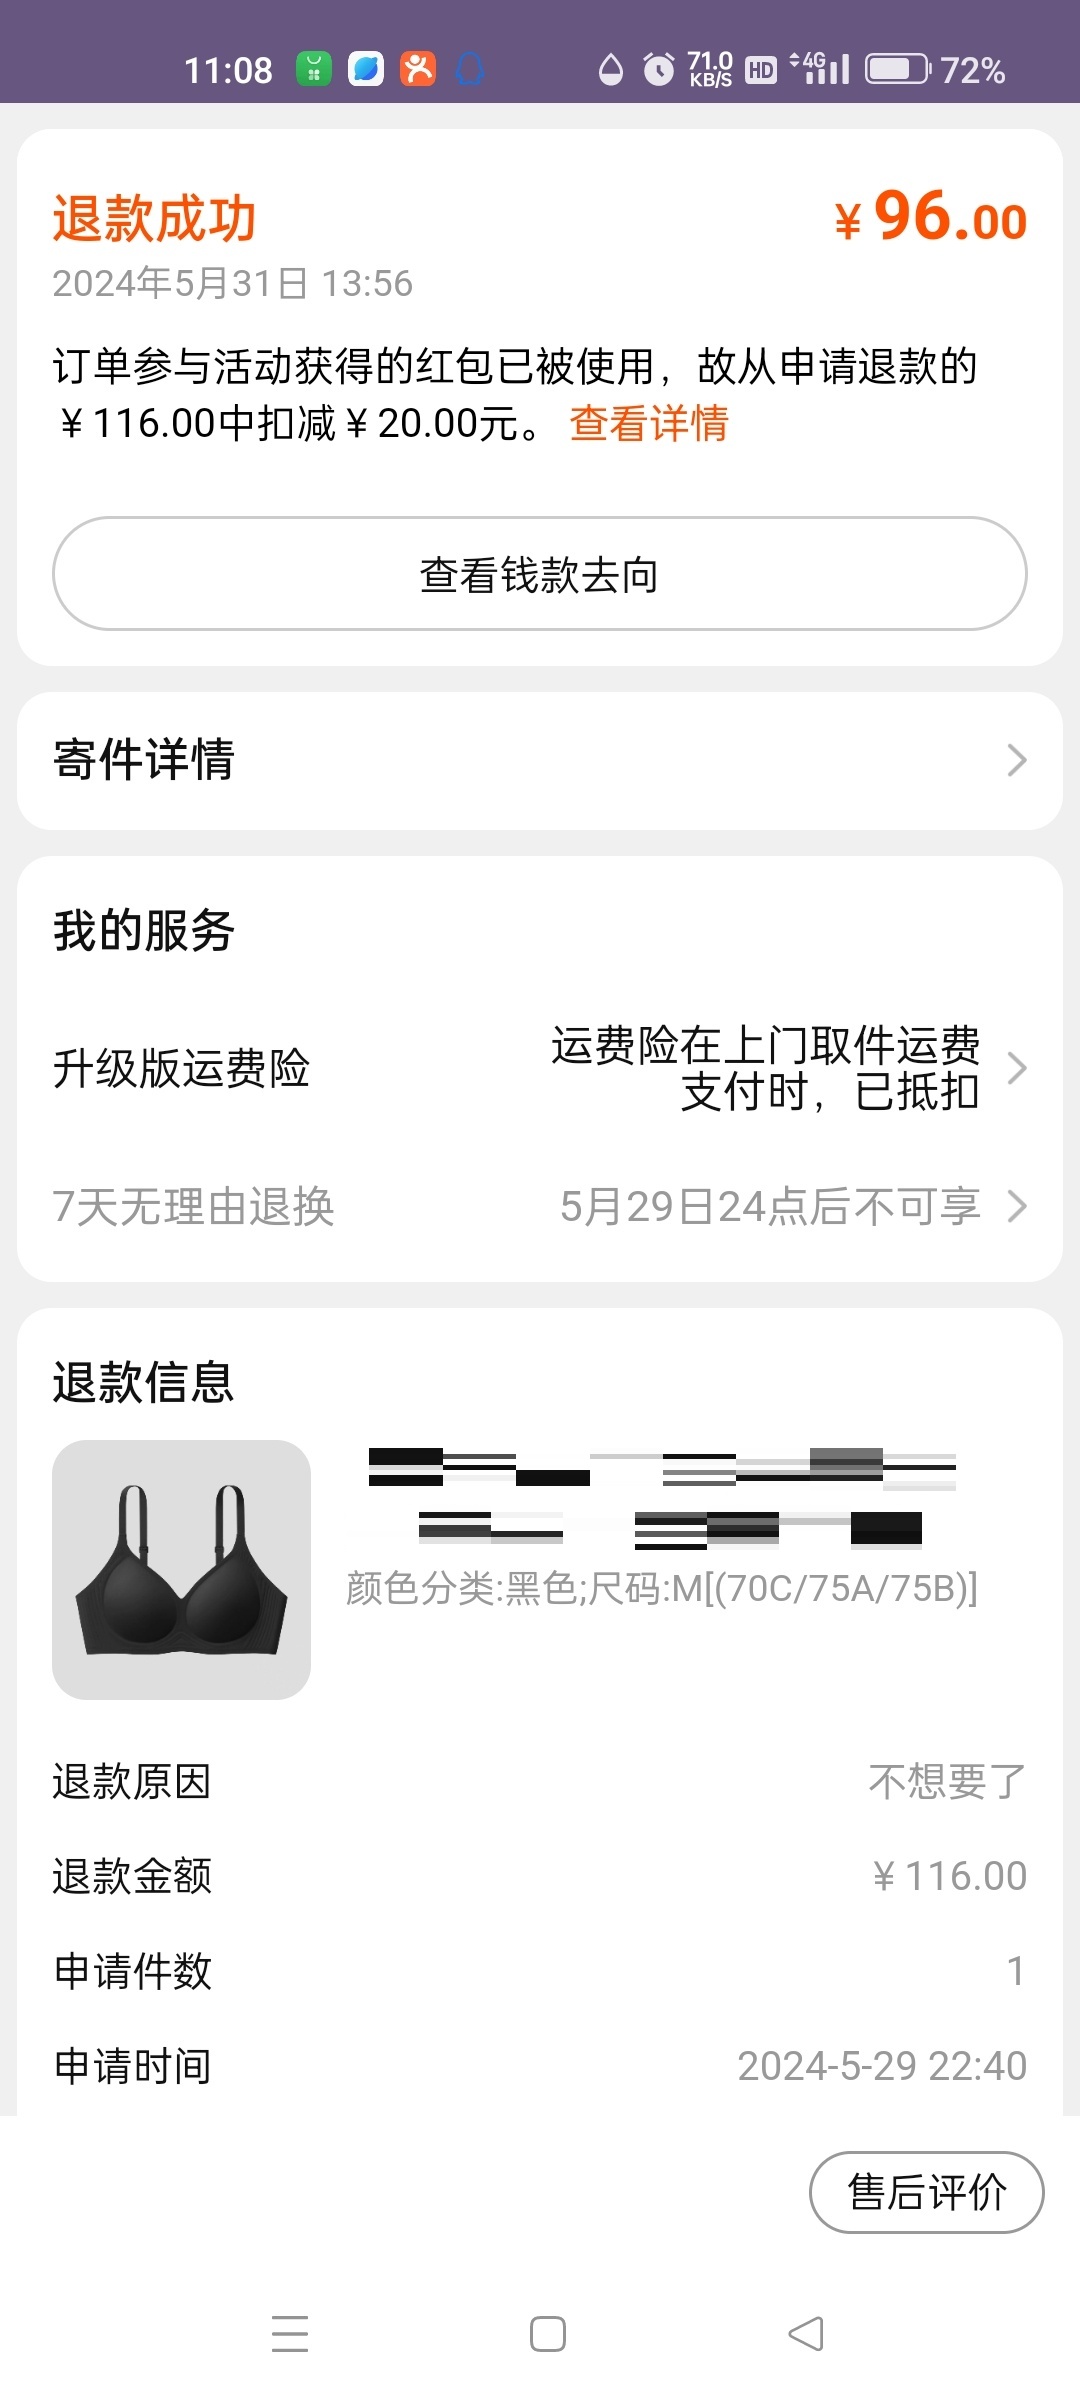 11:08 71.0 KB/S HD 4G 72%
退款成功 ¥96.00
2024年5月31日 13:56
订单参与活动获得的红包已被使用，故从申请退款的
¥116.00中扣减¥20.00元。 查看详情
查看钱款去向
寄件详情
我的服务
升级版运费险 运费险在上门取件运费
支付时，已抵扣
7天无理由退换 5月29日24点后不可享
退款信息
颜色分类:黑色;尺码:M[(70C/75A/75B)]
退款原因 不想要了
退款金额 ¥116.00
申请件数 1
申请时间 2024-5-29 22:40
售后评价